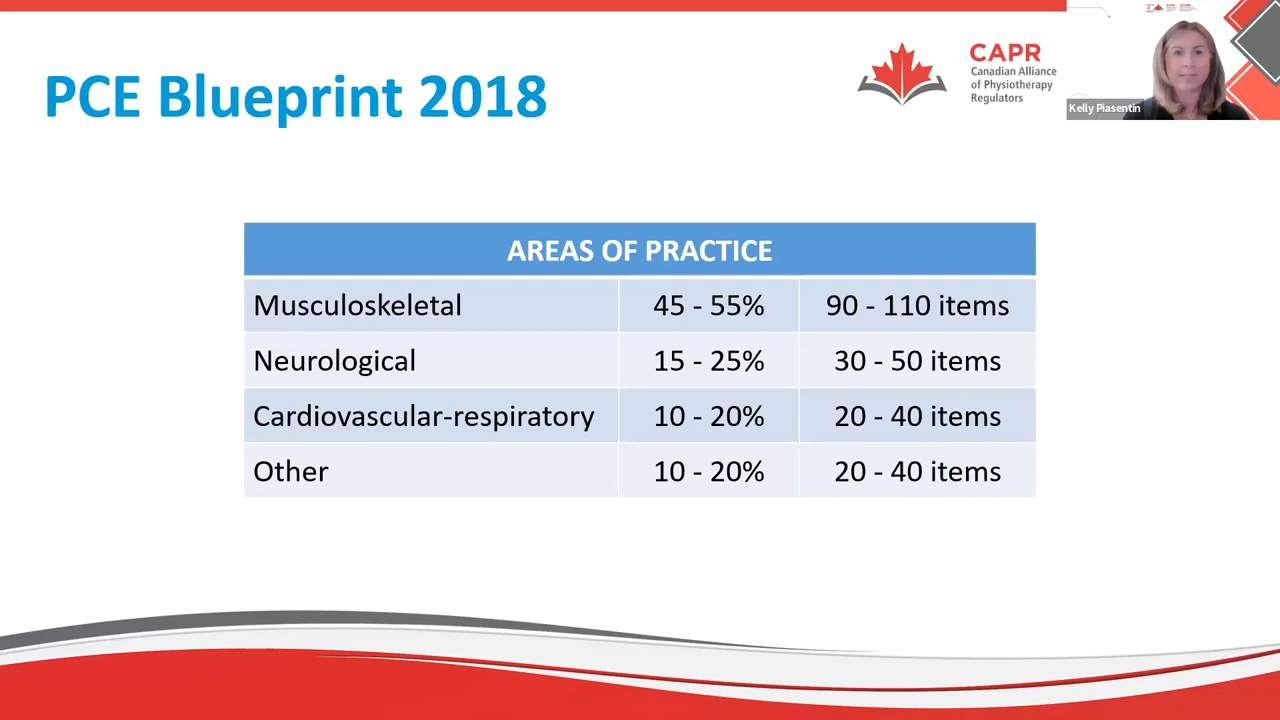 PCE Blueprint 2018
CAPR
Canadian Alliance
of Physiotherapy
Regulators
Kelly Piasentin
AREAS OF PRACTICE
Musculoskeletal 45 - 55% 90 - 110 items
Neurological 15 - 25% 30 - 50 items
Cardiovascular-respiratory 10 - 20% 20 - 40 items
Other 10 - 20% 20 - 40 items